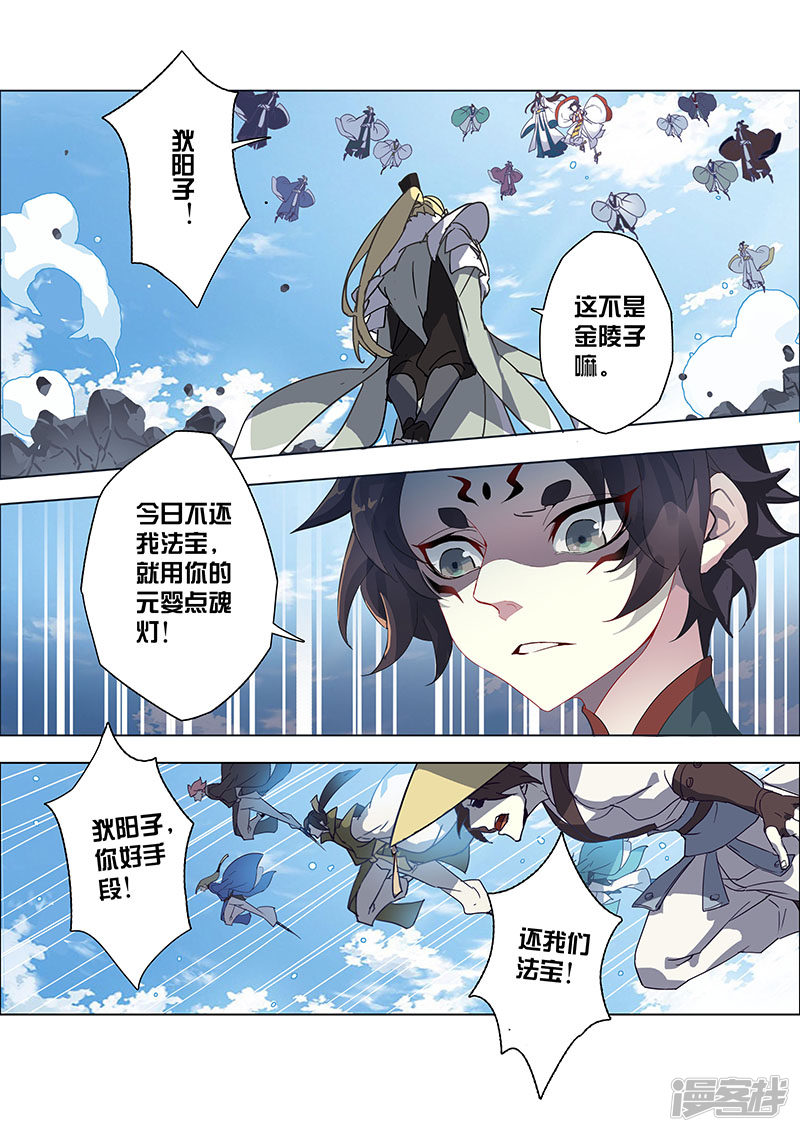 狄阳
子!
这不是
金陵子
嘛。
今日不还
我法宝，
就用你的
元婴点魂
灯!
狄阳子，
你好手
段!
还我们
法宝!
漫客栈